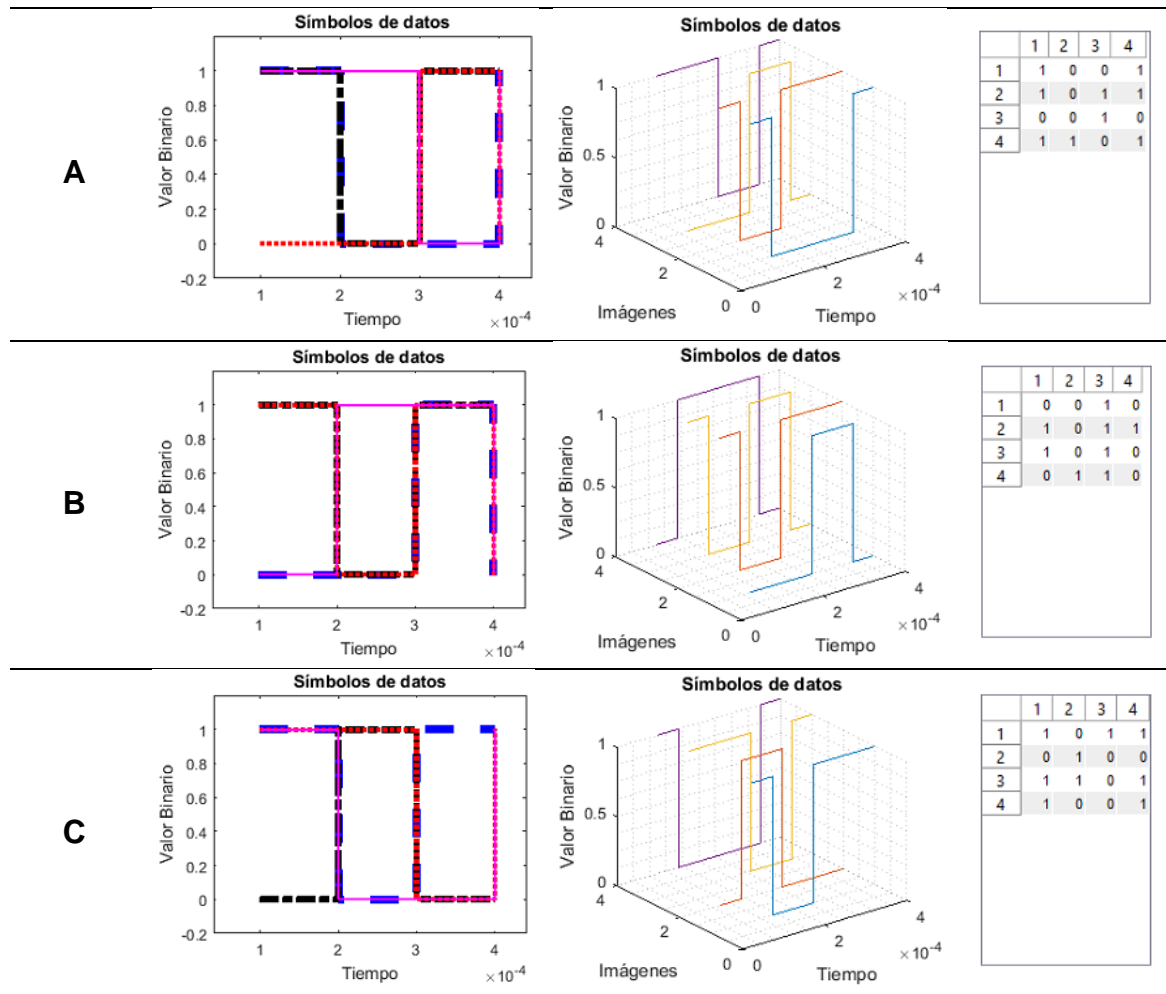 A
Símbolos de datos
Valor Binario
1
0.8
0.6
0.4
0.2
0
-0.2
1 2 3 4
Tiempo ×10-4
Símbolos de datos
Valor Binario
1
0.5
0
4
2
0 0
2
4
×10-4
Imágenes Tiempo
1 2 3 4
1 1 0 0 1
2 1 0 1 1
3 0 0 1 0
4 1 1 0 1
B
Símbolos de datos
Valor Binario
1
0.8
0.6
0.4
0.2
0
-0.2
1 2 3 4
Tiempo ×10-4
Símbolos de datos
Valor Binario
1
0.5
0
4
2
0 0
2
4
×10-4
Imágenes Tiempo
1 2 3 4
1 0 0 1 0
2 1 0 1 1
3 1 0 1 0
4 0 1 1 0
C
Símbolos de datos
Valor Binario
1
0.8
0.6
0.4
0.2
0
-0.2
1 2 3 4
Tiempo ×10-4
Símbolos de datos
Valor Binario
1
0.5
0
4
2
0 0
2
4
×10-4
Imágenes Tiempo
1 2 3 4
1 1 0 1 1
2 0 1 0 0
3 1 1 0 1
4 1 0 0 1